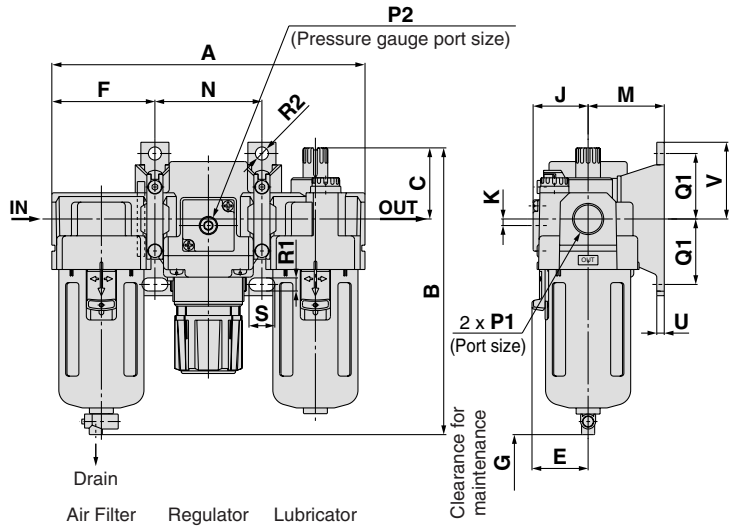 P2
(Pressure gauge port size)
A
F
N
R2
J
M
C
K
Q1
V
IN
OUT
R1
B
Q1
S
OUT
2 x P1
(Port size)
U
Clearance for
maintenance
G
E
Drain
Air Filter
Regulator
Lubricator